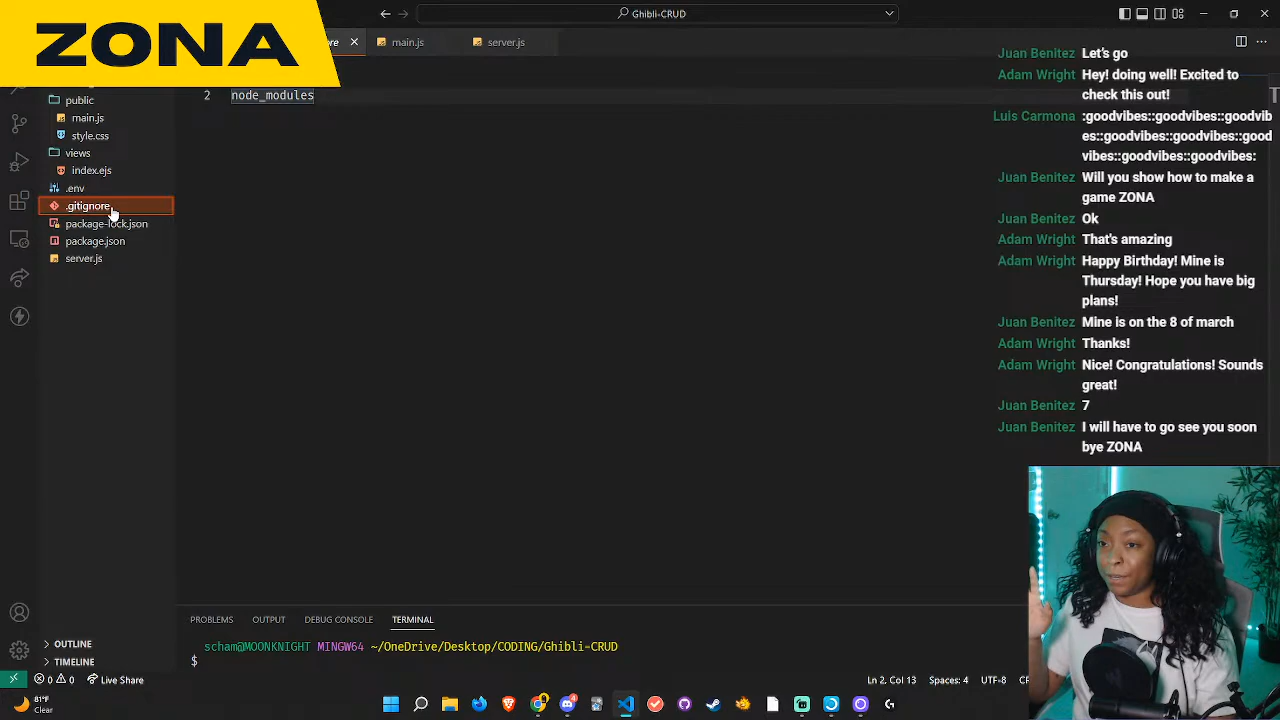 ZONA
Ghibli-CRUD
main.js
server.js
public
main.js
style.css
views
index.ejs
.env
.gitignore
package-lock.json
package.json
server.js
OUTLINE
TIMELINE
2 node_modules
Juan Benitez Let's go
Adam Wright Hey! doing well! Excited to
check this out!
Luis Carmona :goodvibes::goodvibes::goodvib
es::goodvibes::goodvibes::good
vibes::goodvibes::goodvibes:
Juan Benitez Will you show how to make a
game ZONA
Juan Benitez Ok
Adam Wright That's amazing
Adam Wright Happy Birthday! Mine is
Thursday! Hope you have big
plans!
Juan Benitez Mine is on the 8 of march
Adam Wright Thanks!
Adam Wright Nice! Congratulations! Sounds
great!
Juan Benitez 7
Juan Benitez I will have to go see you soon
bye ZONA
PROBLEMS OUTPUT DEBUG CONSOLE TERMINAL
scham@MOONKNIGHT MINGW64 ~/OneDrive/Desktop/CODING/Ghibli-CRUD
$
0 0 Live Share
Ln 2, Col 13 Spaces: 4 UTF-8
81°F
Clear